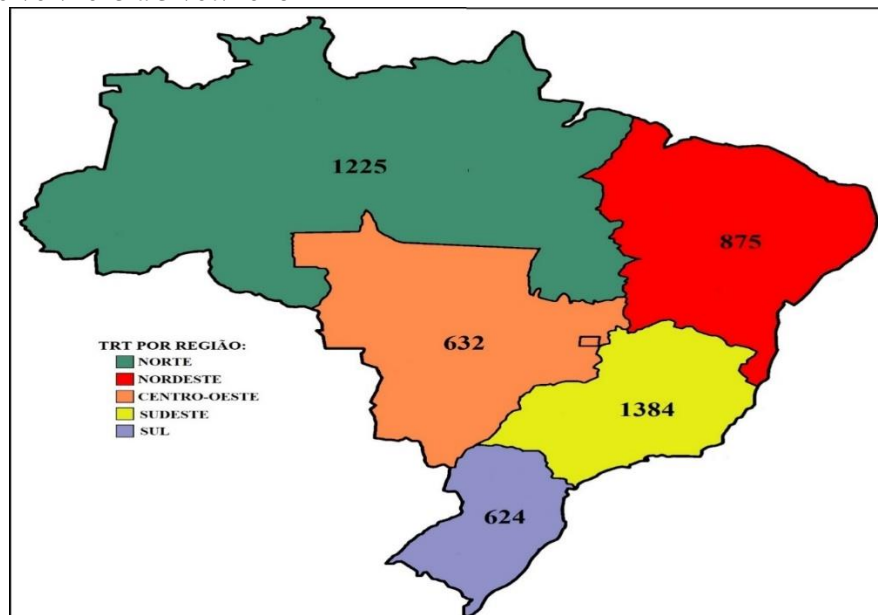 1225
875
632
TRT POR REGIÃO:
NORTE
NORDESTE
CENTRO-OESTE
SUDESTE
SUL
1384
624